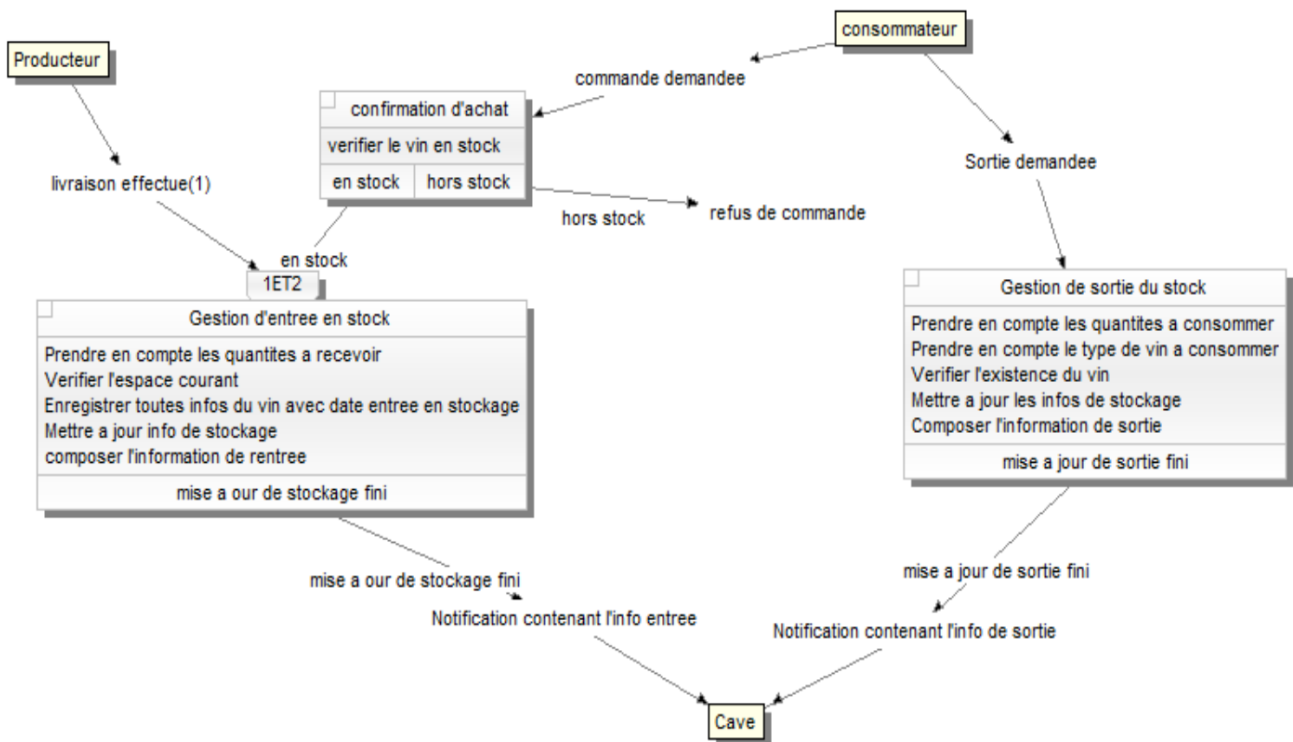 consommateur
Producteur
commande demandee
confirmation d'achat
verifier le vin en stock
en stock
hors stock
livraison effectue(1)
Sortie demandee
hors stock
refus de commande
en stock
1ET2
Gestion d'entree en stock
Prendre en compte les quantites a recevoir
Verifier l'espace courant
Enregistrer toutes infos du vin avec date entree en stockage
Mettre a jour info de stockage
composer l'information de rentree
mise a our de stockage fini
Gestion de sortie du stock
Prendre en compte les quantites a consommer
Prendre en compte le type de vin a consommer
Verifier l'existence du vin
Mettre a jour les infos de stockage
Composer l'information de sortie
mise a jour de sortie fini
mise a our de stockage fini
mise a jour de sortie fini
Notification contenant l'info entree
Notification contenant l'info de sortie
Cave